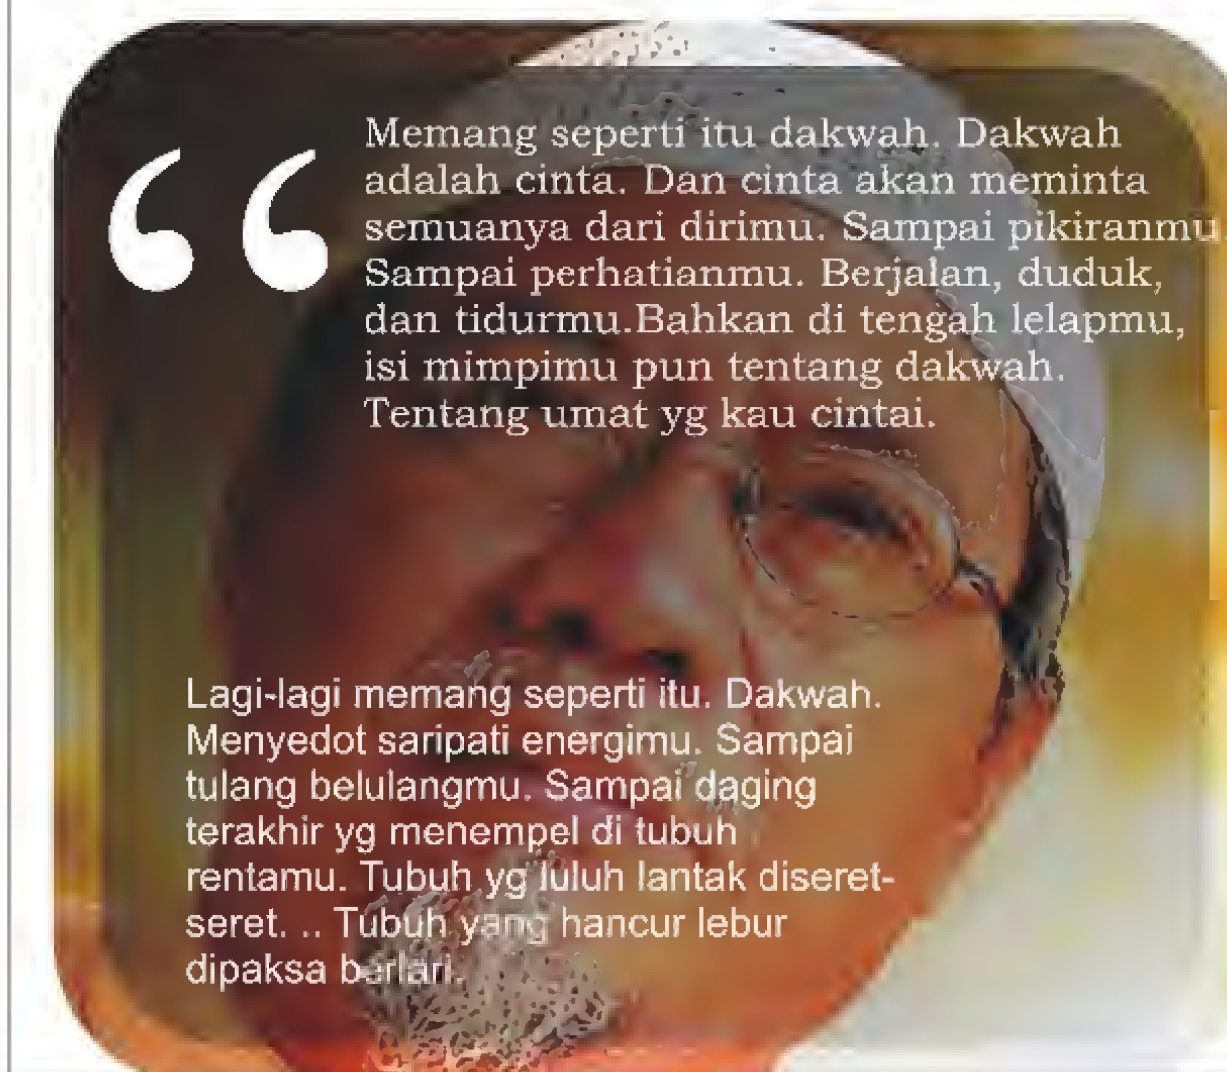 “
Memang seperti itu dakwah. Dakwah
adalah cinta. Dan cinta akan meminta
semuanya dari dirimu. Sampai pikiranmu.
Sampai perhatianmu. Berjalan, duduk,
dan tidurmu.Bahkan di tengah lelapmu,
isi mimpimu pun tentang dakwah.
Tentang umat yg kau cintai.
Lagi-lagi memang seperti itu. Dakwah.
Menyedot saripati energimu. Sampai
tulang belulangmu. Sampai daging
terakhir yg menempel di tubuh
rentamu. Tubuh yg luluh lantak diseret-
seret. .. Tubuh yang hancur lebur
dipaksa berlari.